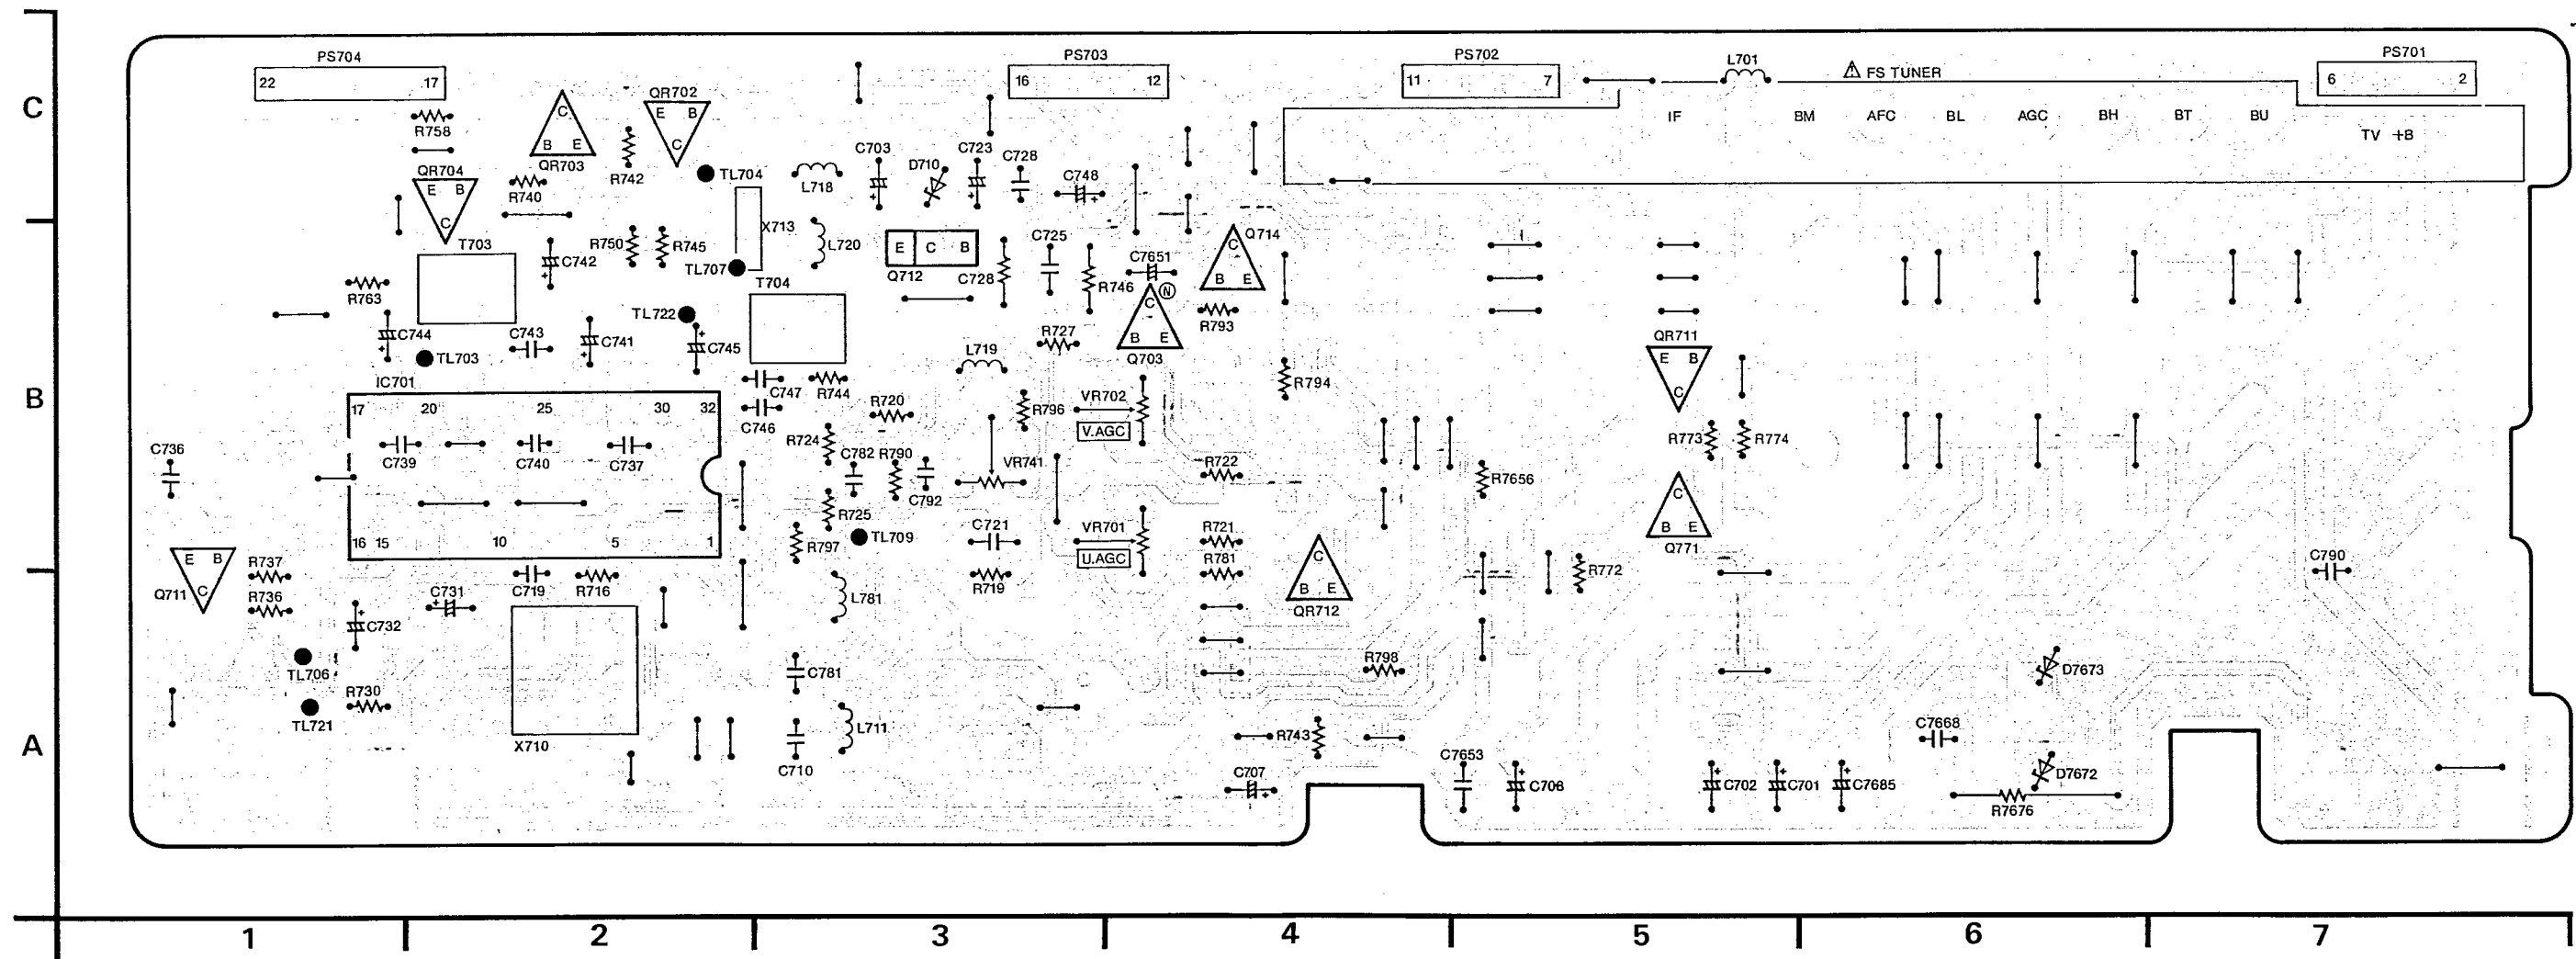 PS704 PS703 PS702 L701 FS TUNER PS701
22 17 16 12 11 7 6 2
C
QR702
E B
C
R758
C
B E
QR703
R742
C
IF BM AFC BL AGC BH BT BU
TV +B
QR704
E B
C
R740
TL704
L718
C703
D710
C723
C728
C748
T703
C742
R750
R745
X713
TL707
L720
E C B
Q712
C728
C725
R746
C7651
Q714
C
B E
R763
T704
N
C
B E
Q703
R793
C744
TL703
C743
C741
TL722
C745
L719
R727
QR711
E B
C
R794
B
IC701
17 20 25 30 32
C747
R744
C746
R720
R796
VR702
V.AGC
C736
C739
C740
C737
R724
C782
R790
C792
VR741
R722
R7656
R773
R774
R725
C
B E
Q771
16 15 10 5 1
R797
TL709
C721
VR701
U.AGC
R721
R781
C
B E
QR712
R772
C790
E B
C
Q711
R737
R736
C731
C719
R716
L781
R719
C732
TL706
C781
R798
D7673
R730
TL721
A
X710
L711
C710
R743
C707
C7653
C708
C702
C701
C7685
C7668
D7672
R7676
1 2 3 4 5 6 7